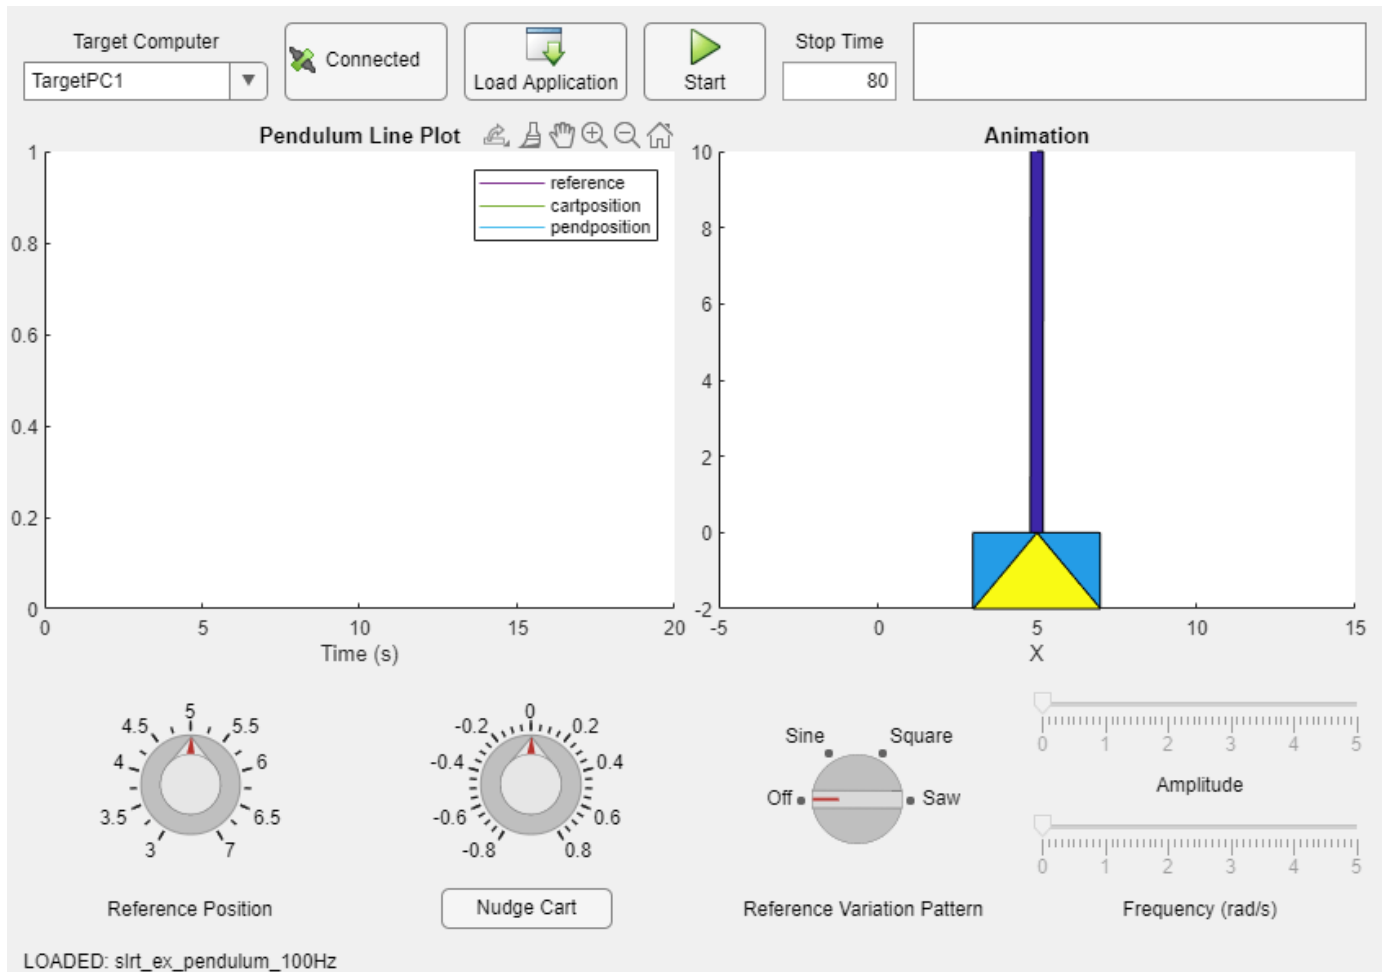 Target Computer
TargetPC1
Connected
Load Application
Start
Stop Time
80
Pendulum Line Plot
1
0.8
0.6
0.4
0.2
0
0 5 10 15 20
Time (s)
reference
cartposition
pendposition
Animation
10
8
6
4
2
0
-2
-5 0 5 10 15
X
3 3.5 4 4.5 5 5.5 6 6.5 7
Reference Position
-0.8 -0.6 -0.4 -0.2 0 0.2 0.4 0.6 0.8
Nudge Cart
Off Sine Square Saw
Reference Variation Pattern
0 1 2 3 4 5
Amplitude
0 1 2 3 4 5
Frequency (rad/s)
LOADED: slrt_ex_pendulum_100Hz